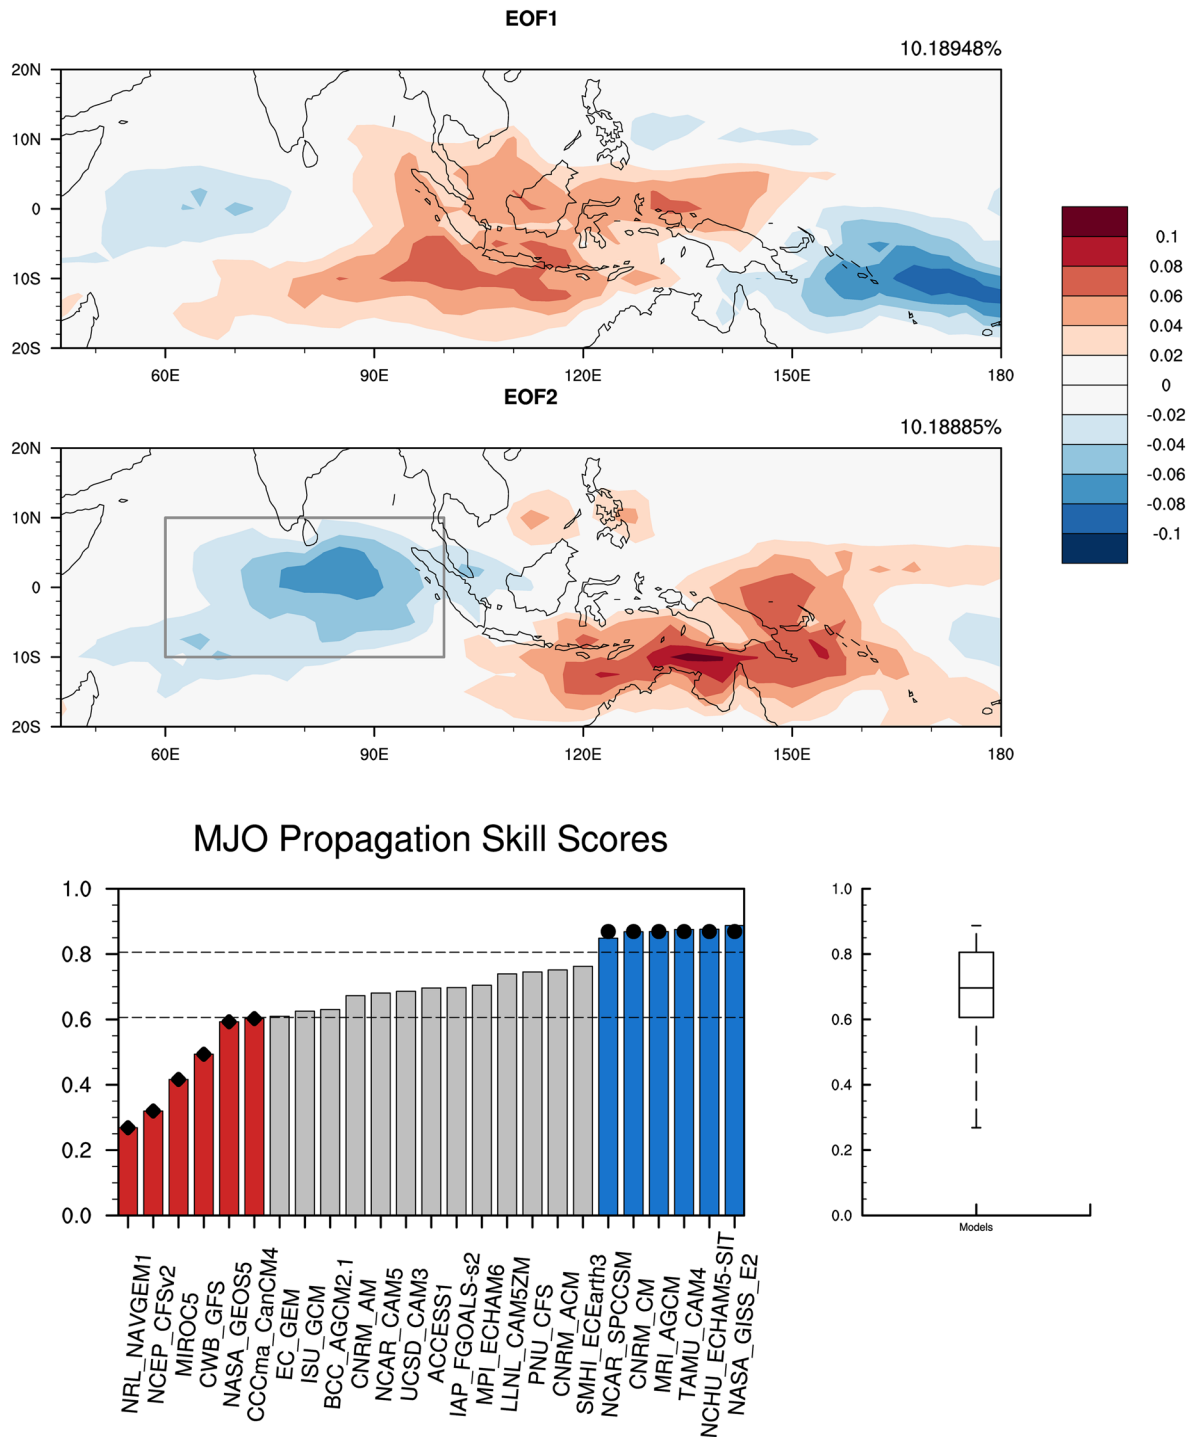 EOF1
10.18948%
20N
10N
0
10S
20S
60E 90E 120E 150E 180
0.1
0.08
0.06
0.04
0.02
0
-0.02
-0.04
-0.06
-0.08
-0.1
EOF2
10.18885%
20N
10N
0
10S
20S
60E 90E 120E 150E 180
MJO Propagation Skill Scores
1.0
0.8
0.6
0.4
0.2
0.0
NRL_NAVGEM1
NCEP_CFSv2
MIROC5
CWB_GFS
NASA_GEOS5
CCCma_CanCM4
EC_GEM
ISU_GCM
BCC_AGCM2.1
CNRM_AM
NCAR_CAM5
UCSD_CAM3
ACCESS1
IAP_FGOALS-s2
MPI_ECHAM6
LLNL_CAM5ZM
PNU_CFS
CNRM_ACM
SMHI_ECEarth3
NCAR_SPCCSM
CNRM_CM
MRI_AGCM
TAMU_CAM4
NCHU_ECHAM5-SIT
NASA_GISS_E2
1.0
0.8
0.6
0.4
0.2
0.0
Models